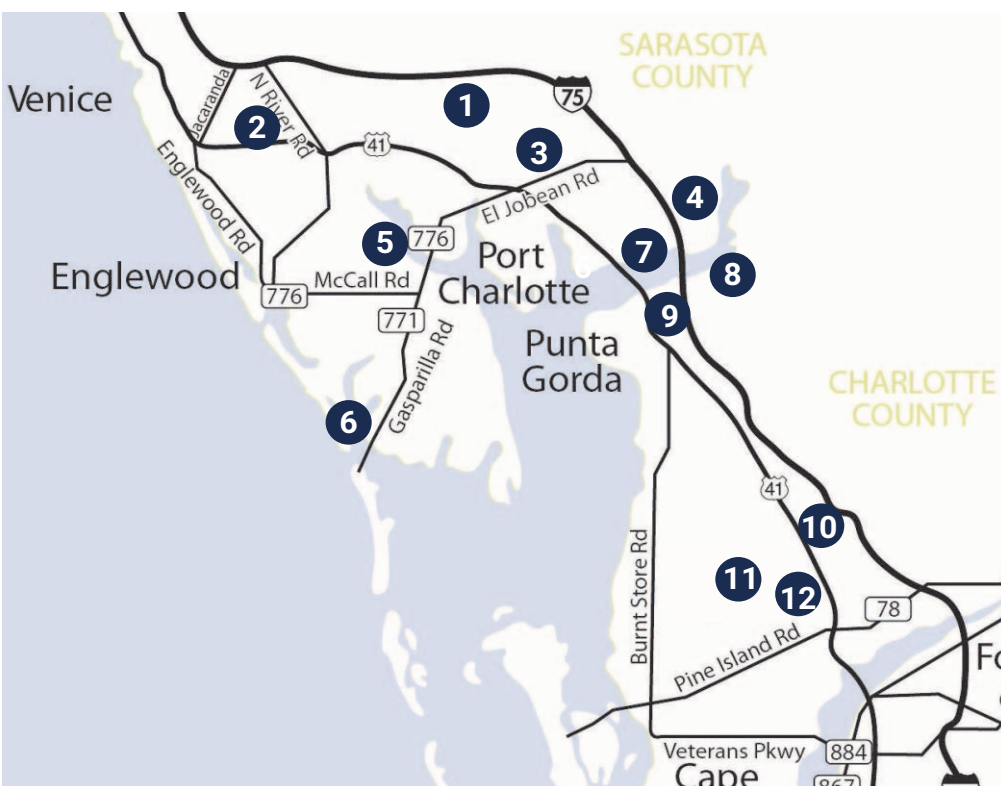 SARASOTA
COUNTY
75
Venice
Jacaranda
N River Rd
1
2
41
3
Englewood Rd
El Jobean Rd
4
5
776
7
Port
Charlotte
8
Englewood
McCall Rd
776
771
9
Punta
Gorda
Gasparilla Rd
CHARLOTTE
COUNTY
6
41
10
Burnt Store Rd
11
12
78
Pine Island Rd
Veterans Pkwy
884
Cape
867